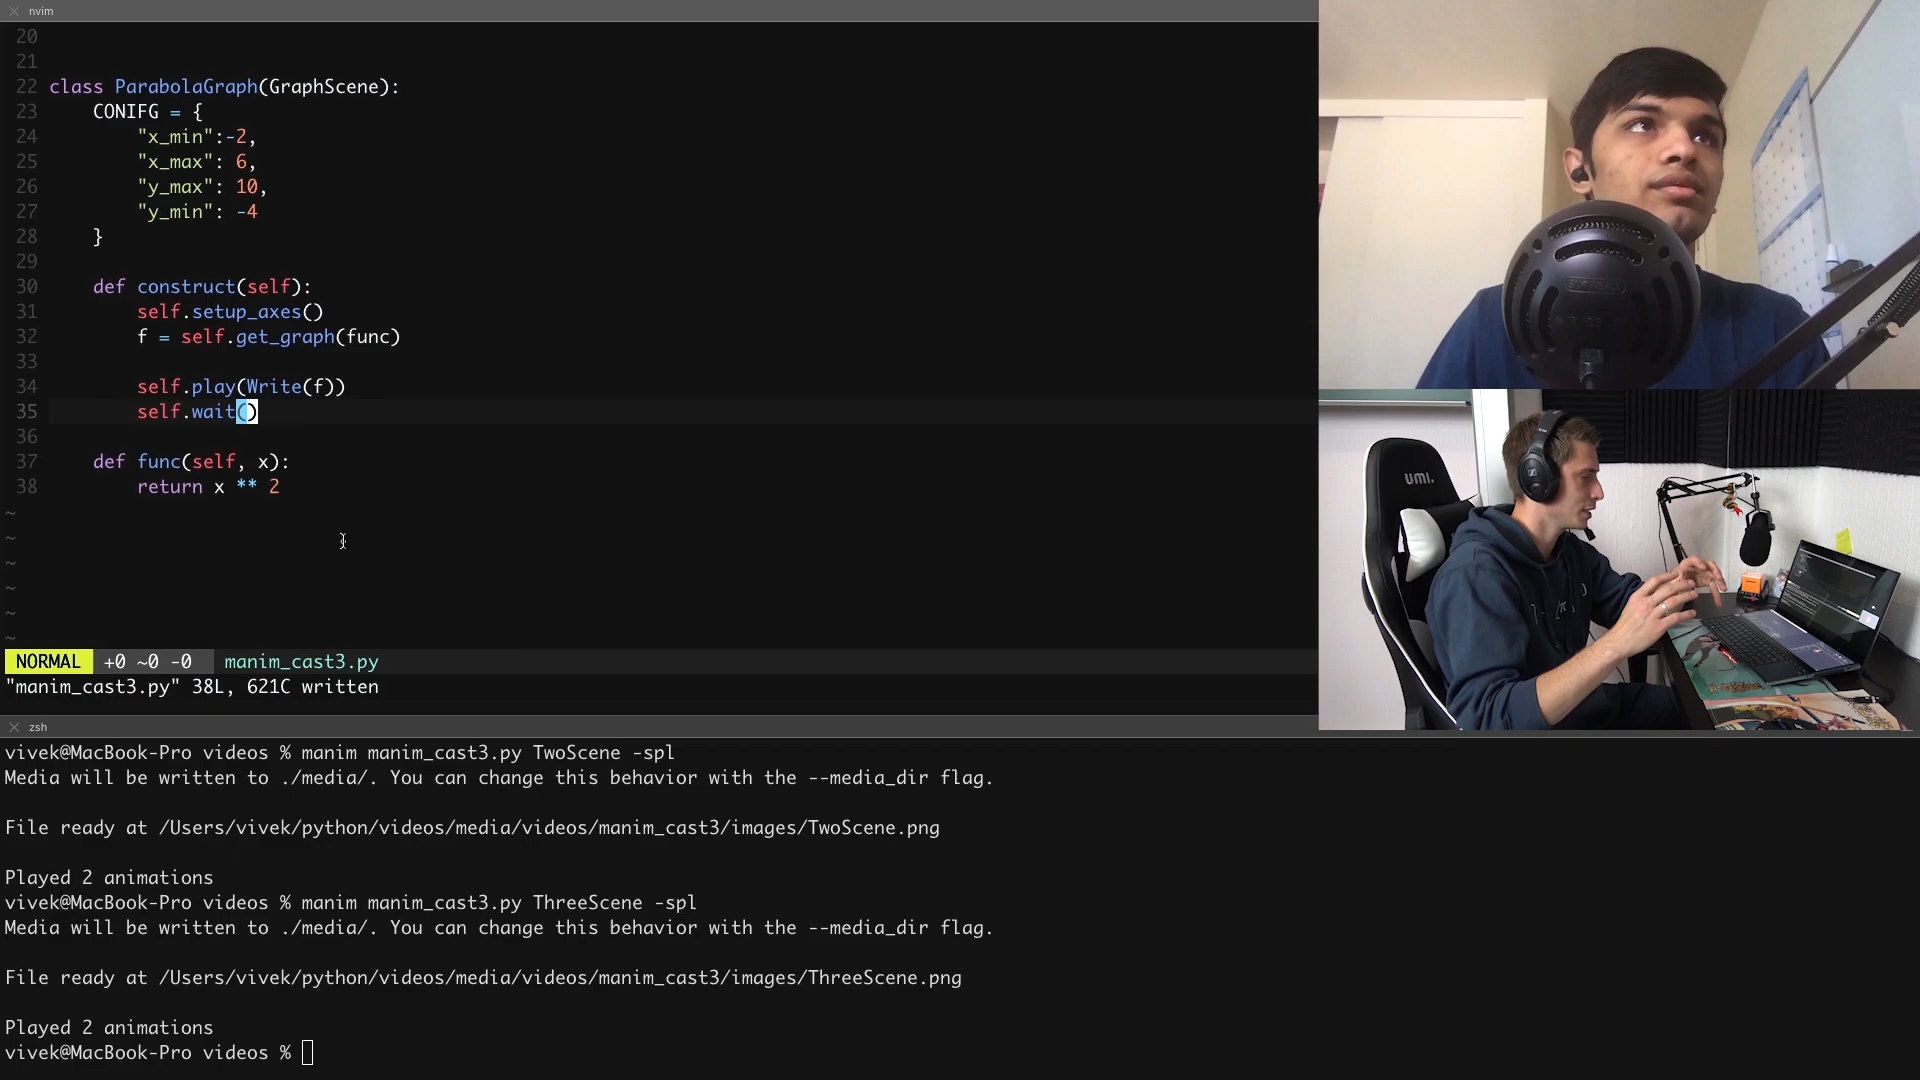 nvim
20
21
22 class ParabolaGraph(GraphScene):
23 CONIFG = {
24 "x_min":-2,
25 "x_max": 6,
26 "y_max": 10,
27 "y_min": -4
28 }
29
30 def construct(self):
31 self.setup_axes()
32 f = self.get_graph(func)
33
34 self.play(Write(f))
35 self.wait()
36
37 def func(self, x):
38 return x ** 2
~
~
~
~
~
~
NORMAL +0 ~0 -0 manim_cast3.py
"manim_cast3.py" 38L, 621C written
zsh
vivek@MacBook-Pro videos % manim manim_cast3.py TwoScene -spl
Media will be written to ./media/. You can change this behavior with the --media_dir flag.
File ready at /Users/vivek/python/videos/media/videos/manim_cast3/images/TwoScene.png
Played 2 animations
vivek@MacBook-Pro videos % manim manim_cast3.py ThreeScene -spl
Media will be written to ./media/. You can change this behavior with the --media_dir flag.
File ready at /Users/vivek/python/videos/media/videos/manim_cast3/images/ThreeScene.png
Played 2 animations
vivek@MacBook-Pro videos %
umi.